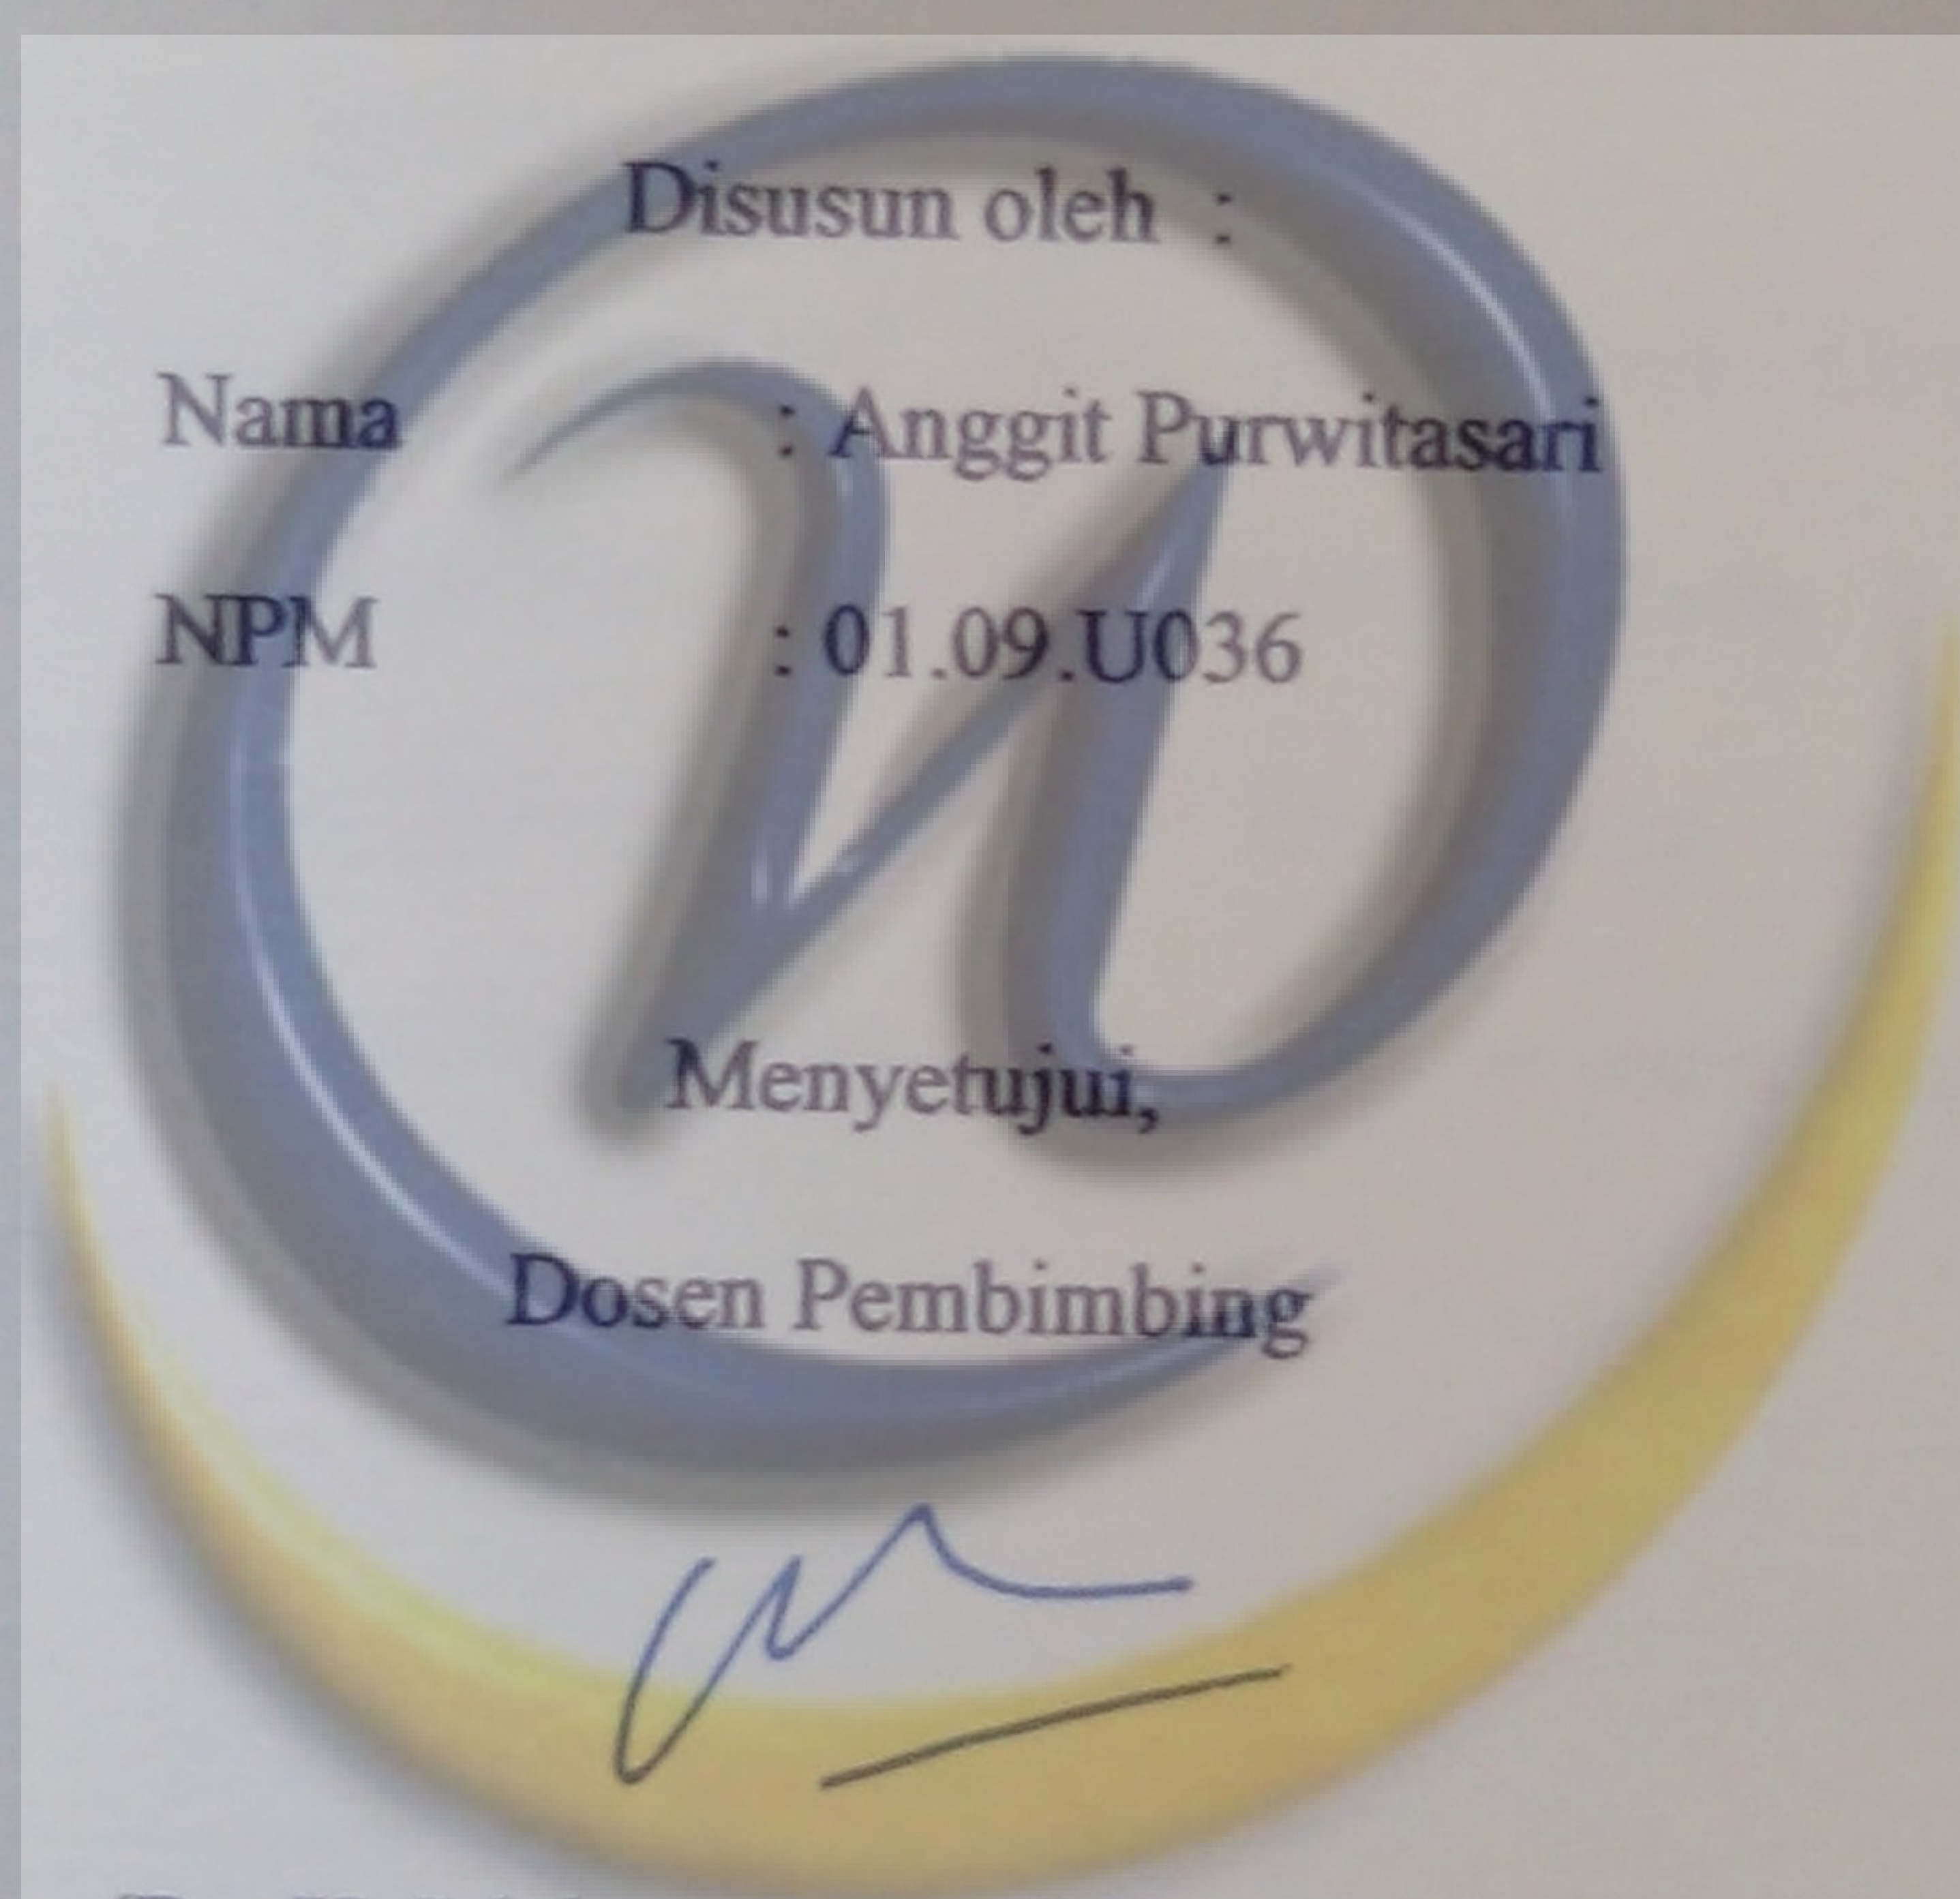 Disusun oleh :
Nama : Anggit Purwitasari
NPM : 01.09.U036
Menyetujui,
Dosen Pembimbing